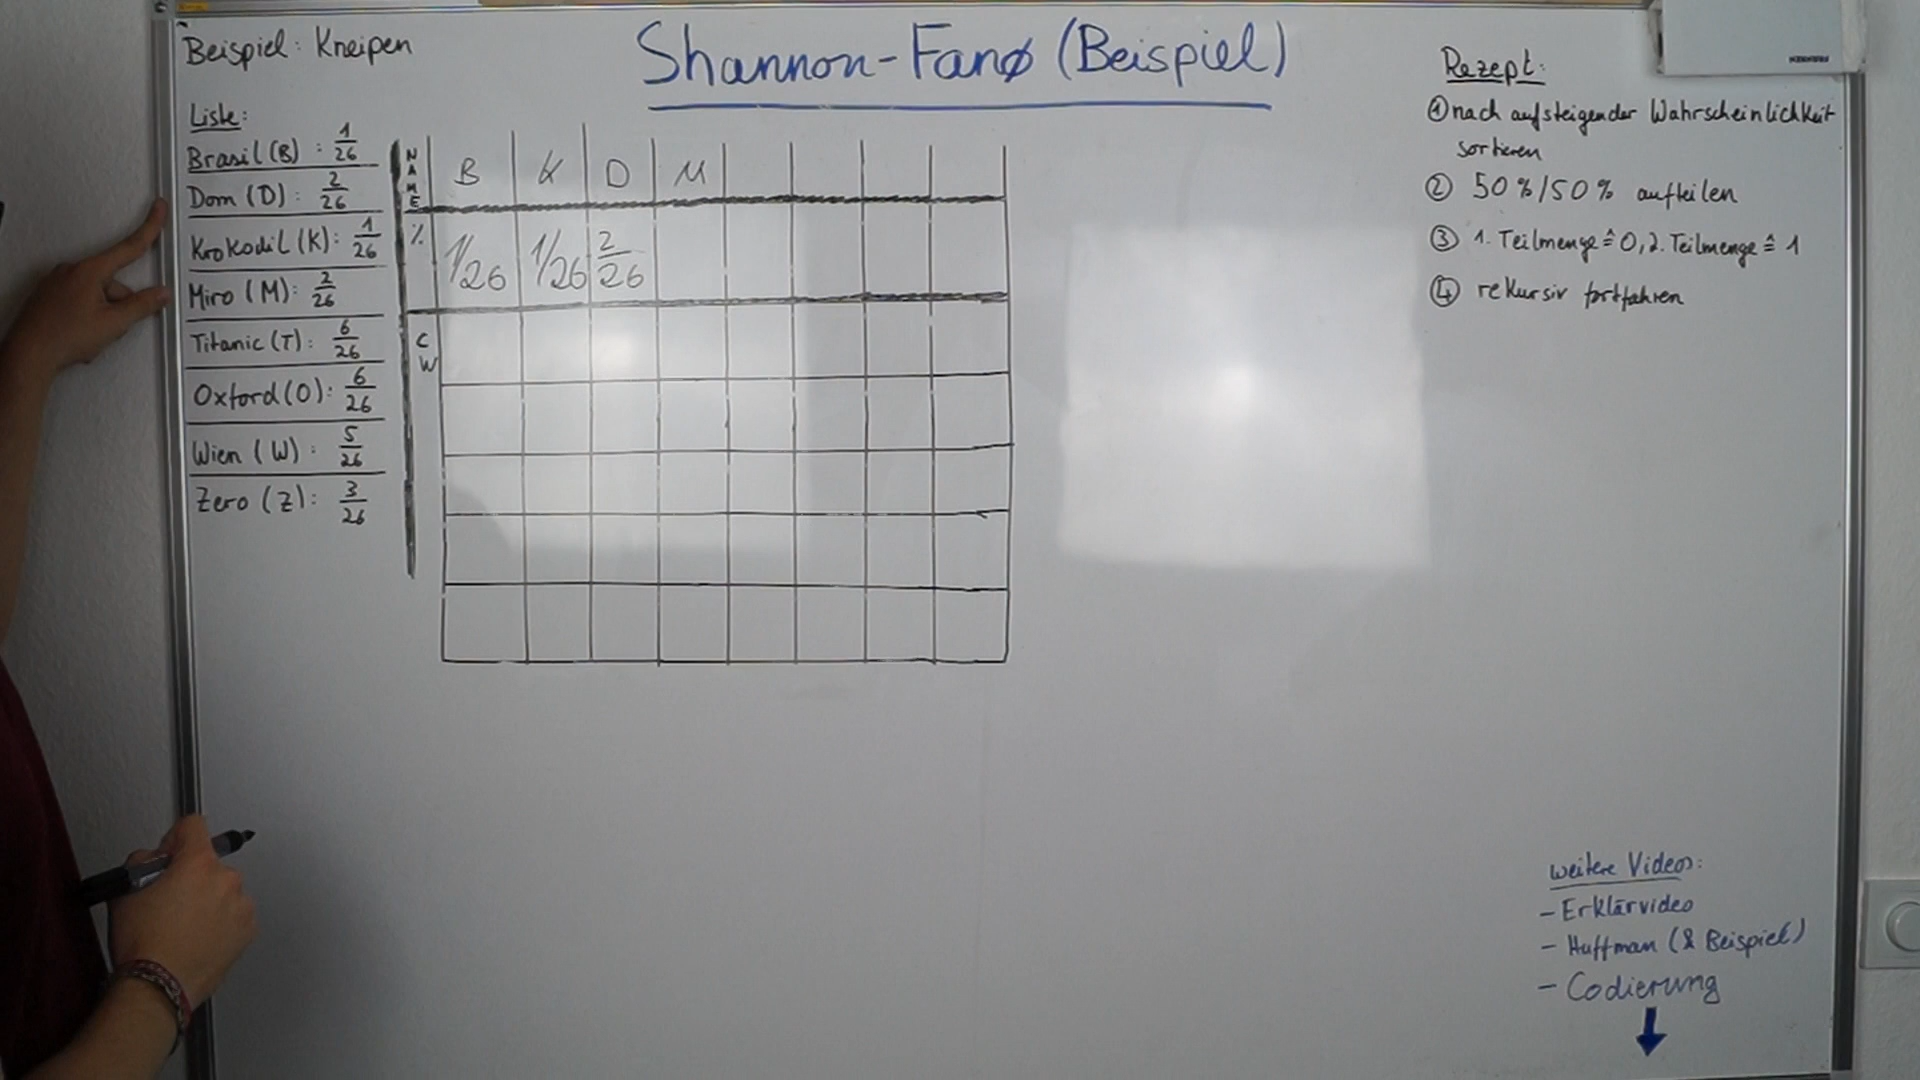 Beispiel: Kneipen
Shannon-Fanø (Beispiel)
Liste:
Brasil (B) : 1/26
Dom (D) : 2/26
Krokodil (K): 1/26
Miro (M): 2/26
Titanic (T): 6/26
Oxford (O): 6/26
Wien (W) : 5/26
Zero (Z): 3/26
NAME B K D M
% 1/26 1/26 2/26
CW
Rezept:
① nach aufsteigender Wahrscheinlichkeit
sortieren
② 50%/50% aufteilen
③ 1. Teilmenge ≙ 0, 2. Teilmenge ≙ 1
④ rekursiv fortfahren
weitere Videos:
- Erklärvideo
- Huffman (& Beispiel)
- Codierung